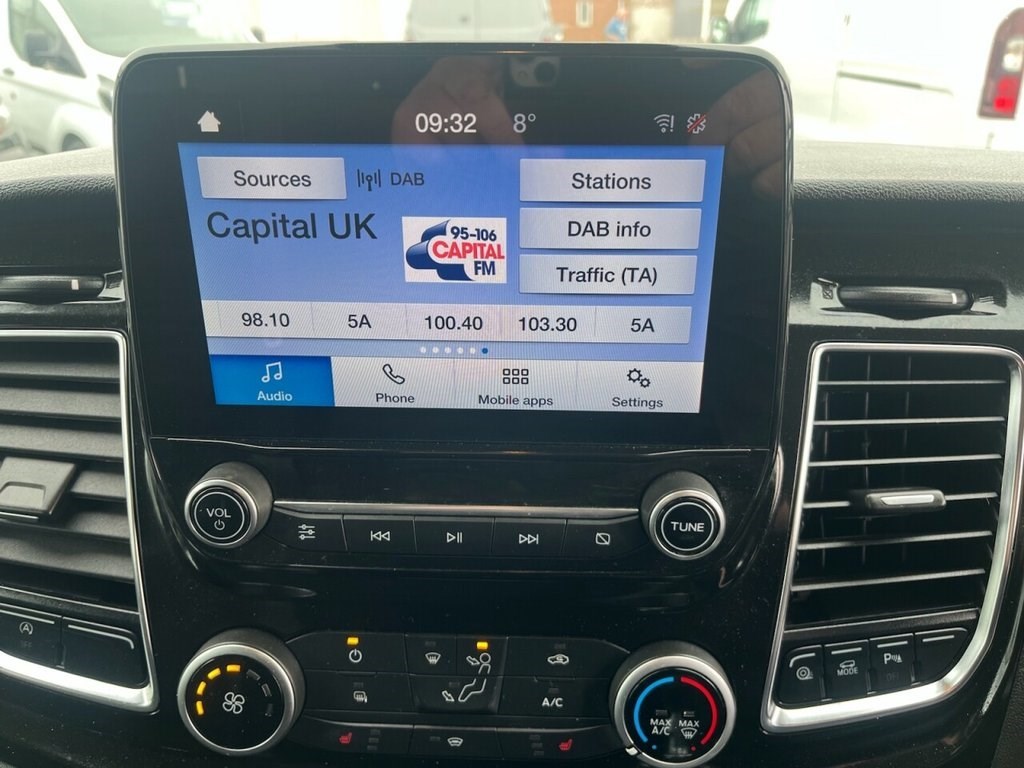 09:32 8°
Sources DAB Stations
Capital UK
95-106
CAPITAL
FM
DAB info
Traffic (TA)
98.10 5A 100.40 103.30 5A
Audio Phone Mobile apps Settings
VOL
TUNE
A
MODE
P
A/C
MAX A/C MAX